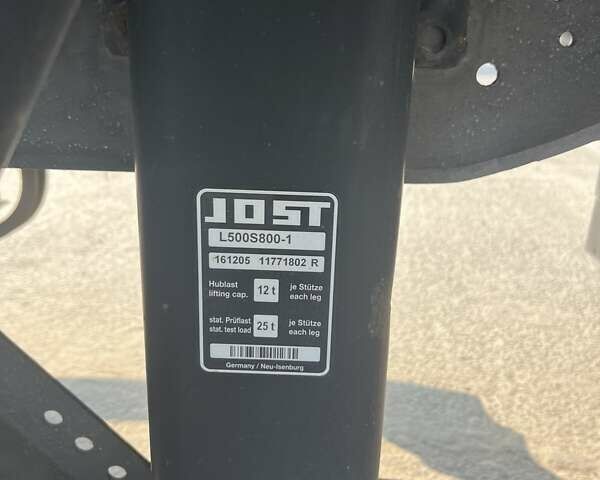 JOST
L500S800-1
161205 11771802 R
Hublast 12 t je Stütze
lifting cap. each leg
stat. Prüflast 25 t je Stütze
stat. test load each leg
Germany / Neu-Isenburg